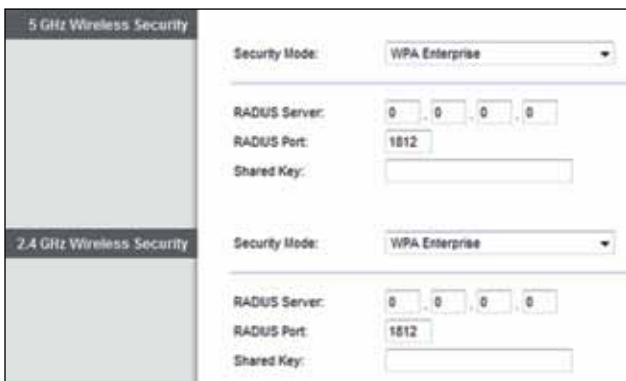 5 GHz Wireless Security
Security Mode: WPA Enterprise
RADIUS Server: 0 . 0 . 0 . 0
RADIUS Port: 1812
Shared Key:
2.4 GHz Wireless Security
Security Mode: WPA Enterprise
RADIUS Server: 0 . 0 . 0 . 0
RADIUS Port: 1812
Shared Key: